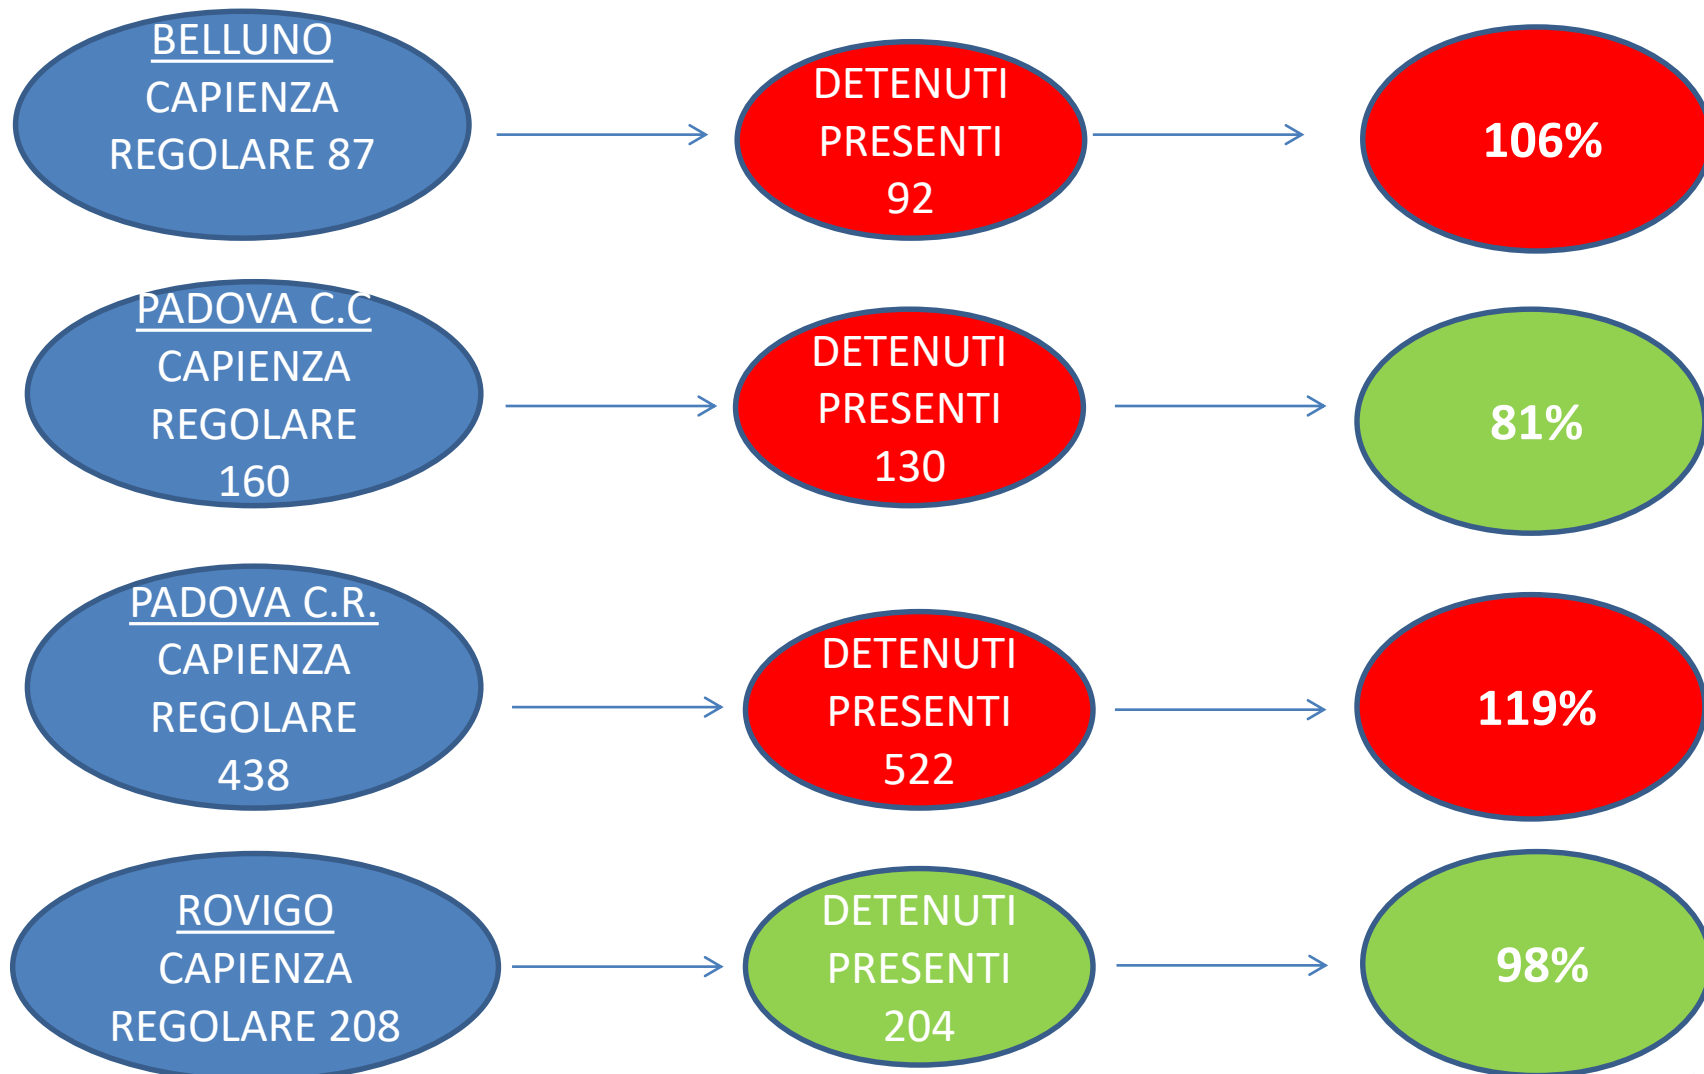 BELLUNO
CAPIENZA
REGOLARE 87
DETENUTI
PRESENTI
92
106%
PADOVA C.C
CAPIENZA
REGOLARE
160
DETENUTI
PRESENTI
130
81%
PADOVA C.R.
CAPIENZA
REGOLARE
438
DETENUTI
PRESENTI
522
119%
ROVIGO
CAPIENZA
REGOLARE 208
DETENUTI
PRESENTI
204
98%